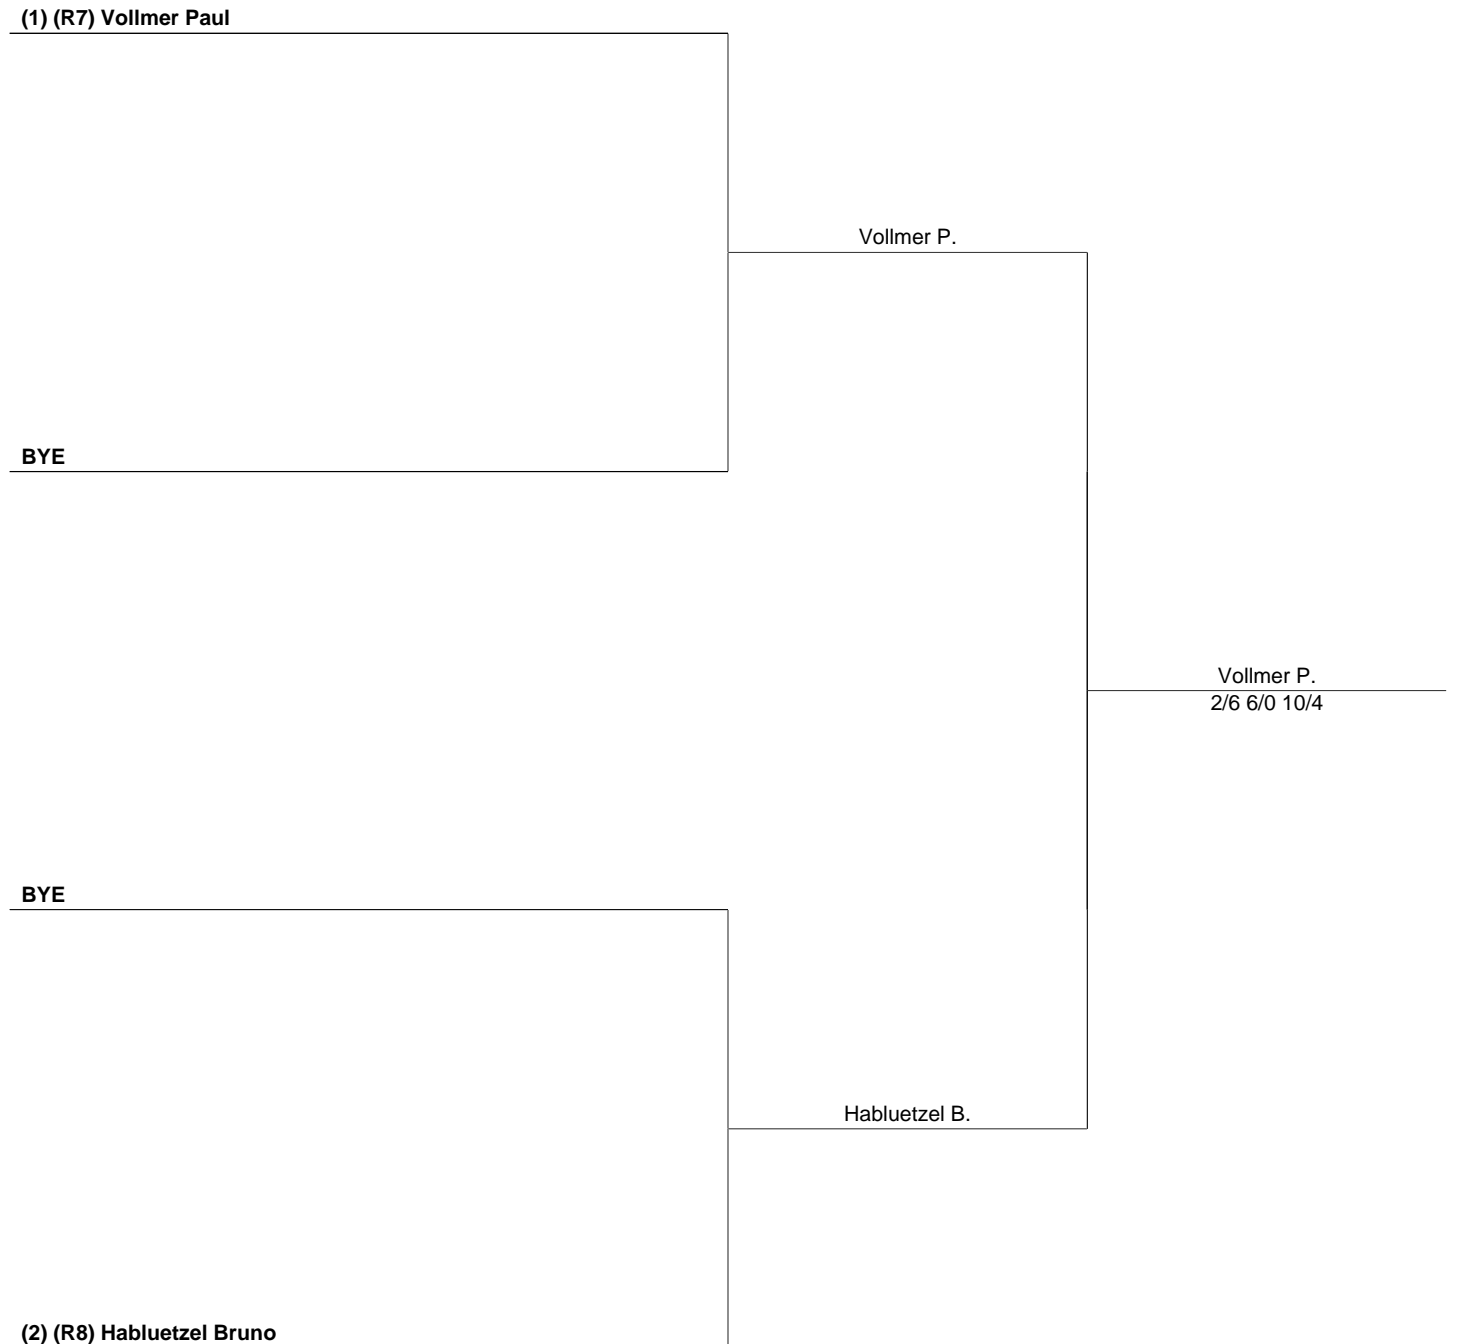 (1) (R7) Vollmer Paul
Vollmer P.
BYE
Vollmer P.
2/6 6/0 10/4
BYE
Habluetzel B.
(2) (R8) Habluetzel Bruno